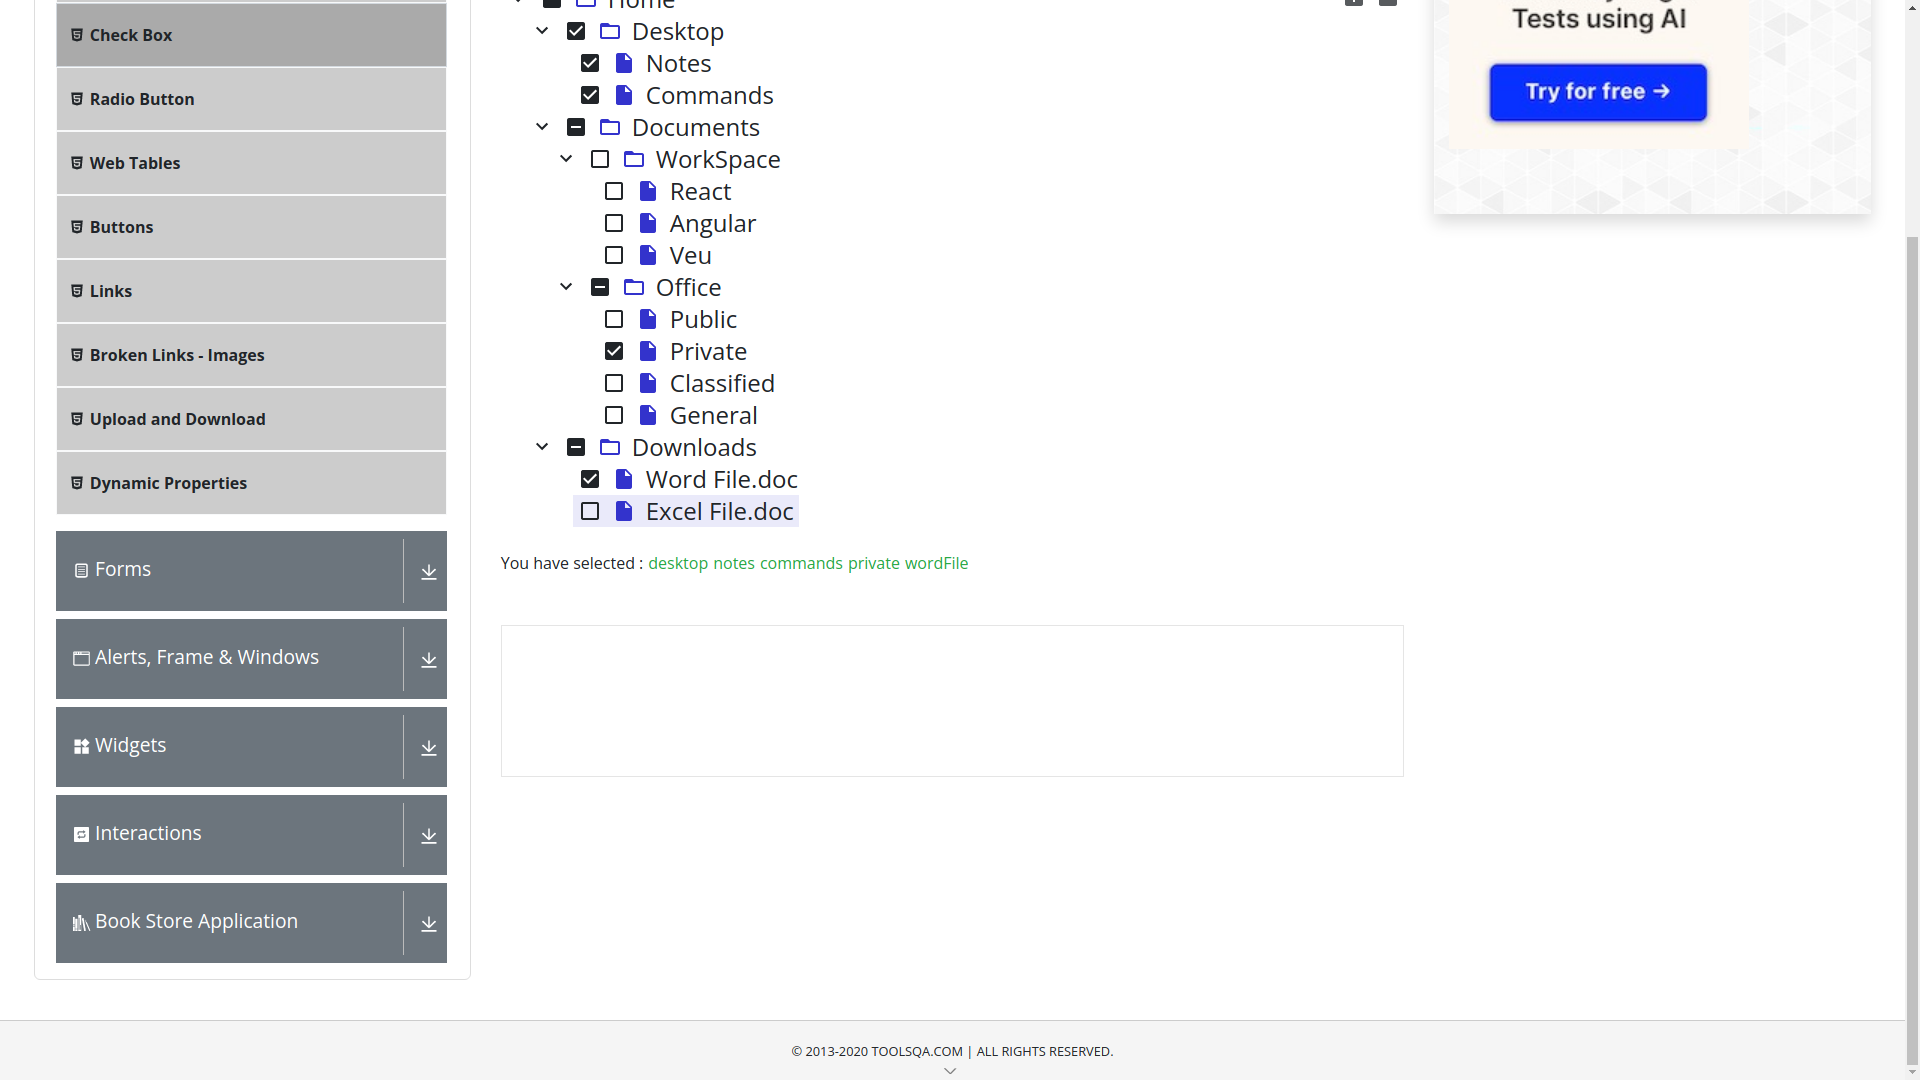 Check Box
Radio Button
Web Tables
Buttons
Links
Broken Links - Images
Upload and Download
Dynamic Properties
Forms
Alerts, Frame & Windows
Widgets
Interactions
Book Store Application
Home
Desktop
Notes
Commands
Documents
WorkSpace
React
Angular
Veu
Office
Public
Private
Classified
General
Downloads
Word File.doc
Excel File.doc
You have selected : desktop notes commands private wordFile
Tests using AI
Try for free →
© 2013-2020 TOOLSQA.COM | ALL RIGHTS RESERVED.